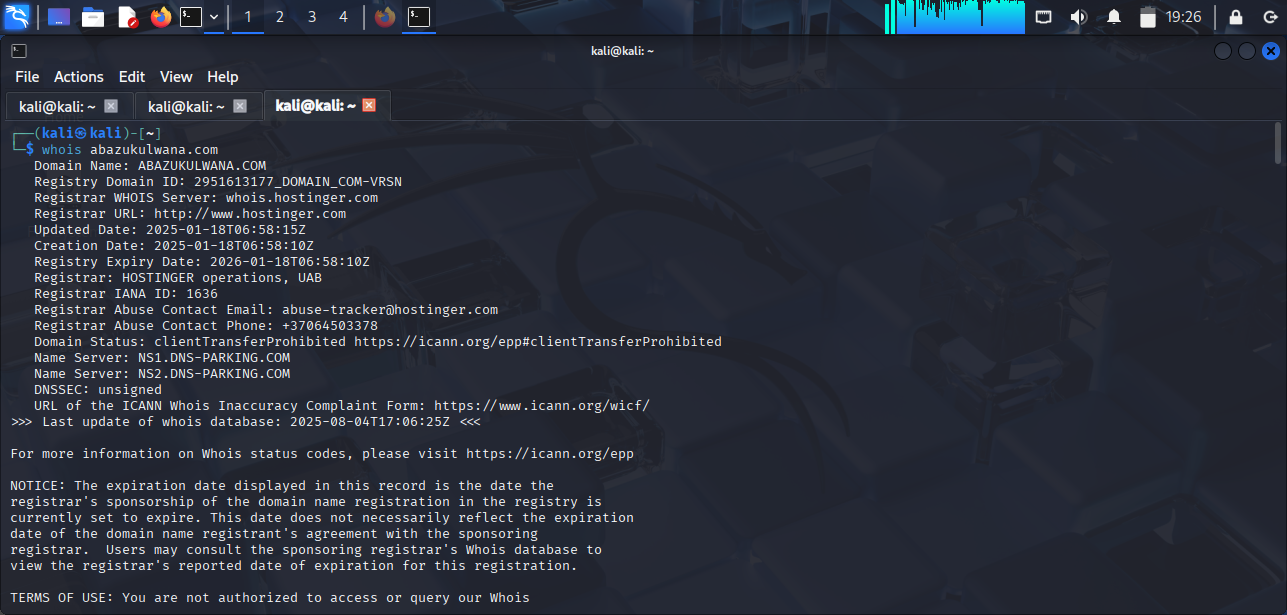 1 2 3 4 19:26
kali@kali: ~
File Actions Edit View Help
kali@kali: ~ kali@kali: ~ kali@kali: ~
┌──(kali㉿kali)-[~]
└─$ whois abazukulwana.com
Domain Name: ABAZUKULWANA.COM
Registry Domain ID: 2951613177_DOMAIN_COM-VRSN
Registrar WHOIS Server: whois.hostinger.com
Registrar URL: http://www.hostinger.com
Updated Date: 2025-01-18T06:58:15Z
Creation Date: 2025-01-18T06:58:10Z
Registry Expiry Date: 2026-01-18T06:58:10Z
Registrar: HOSTINGER operations, UAB
Registrar IANA ID: 1636
Registrar Abuse Contact Email: abuse-tracker@hostinger.com
Registrar Abuse Contact Phone: +37064503378
Domain Status: clientTransferProhibited https://icann.org/epp#clientTransferProhibited
Name Server: NS1.DNS-PARKING.COM
Name Server: NS2.DNS-PARKING.COM
DNSSEC: unsigned
URL of the ICANN Whois Inaccuracy Complaint Form: https://www.icann.org/wicf/
>>> Last update of whois database: 2025-08-04T17:06:25Z <<<
For more information on Whois status codes, please visit https://icann.org/epp
NOTICE: The expiration date displayed in this record is the date the
registrar's sponsorship of the domain name registration in the registry is
currently set to expire. This date does not necessarily reflect the expiration
date of the domain name registrant's agreement with the sponsoring
registrar.  Users may consult the sponsoring registrar's Whois database to
view the registrar's reported date of expiration for this registration.
TERMS OF USE: You are not authorized to access or query our Whois